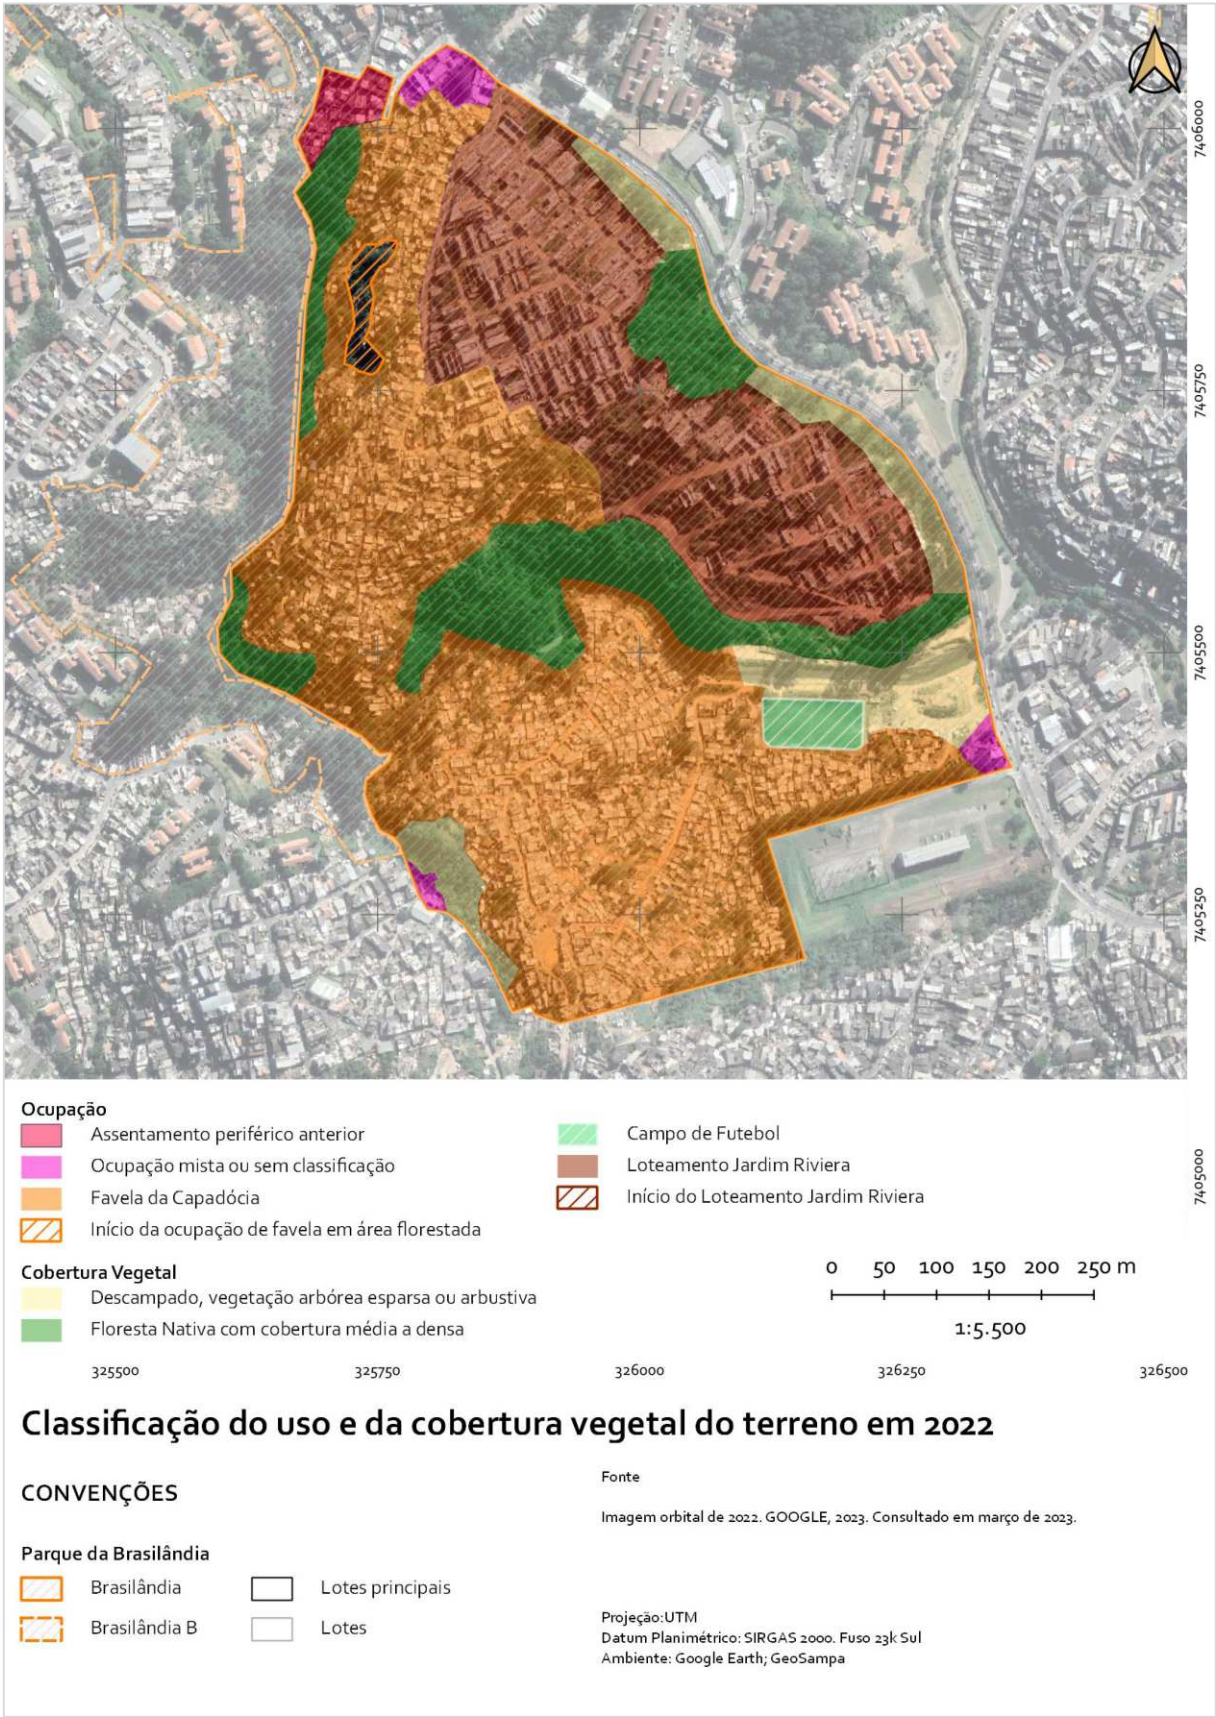 N
7406000
7405750
7405500
7405250
7405000
Ocupação
Assentamento periférico anterior
Ocupação mista ou sem classificação
Favela da Capadócia
Início da ocupação de favela em área florestada
Campo de Futebol
Loteamento Jardim Riviera
Início do Loteamento Jardim Riviera
Cobertura Vegetal
Descampado, vegetação arbórea esparsa ou arbustiva
Floresta Nativa com cobertura média a densa
0 50 100 150 200 250 m
1:5.500
325500 325750 326000 326250 326500
Classificação do uso e da cobertura vegetal do terreno em 2022
CONVENÇÕES
Parque da Brasilândia
Brasilândia
Brasilândia B
Lotes principais
Lotes
Fonte
Imagem orbital de 2022. GOOGLE, 2023. Consultado em março de 2023.
Projeção:UTM
Datum Planimétrico: SIRGAS 2000. Fuso 23k Sul
Ambiente: Google Earth; GeoSampa